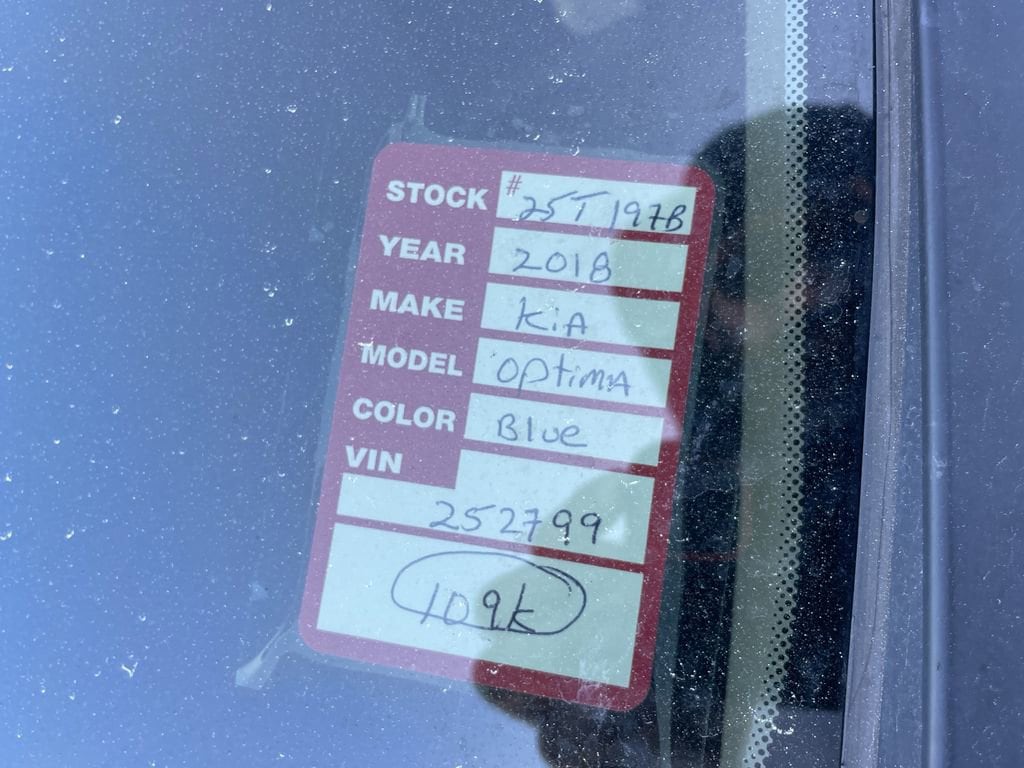 STOCK # 25T197B
YEAR 2018
MAKE KiA
MODEL OptimA
COLOR Blue
VIN
252799
109K